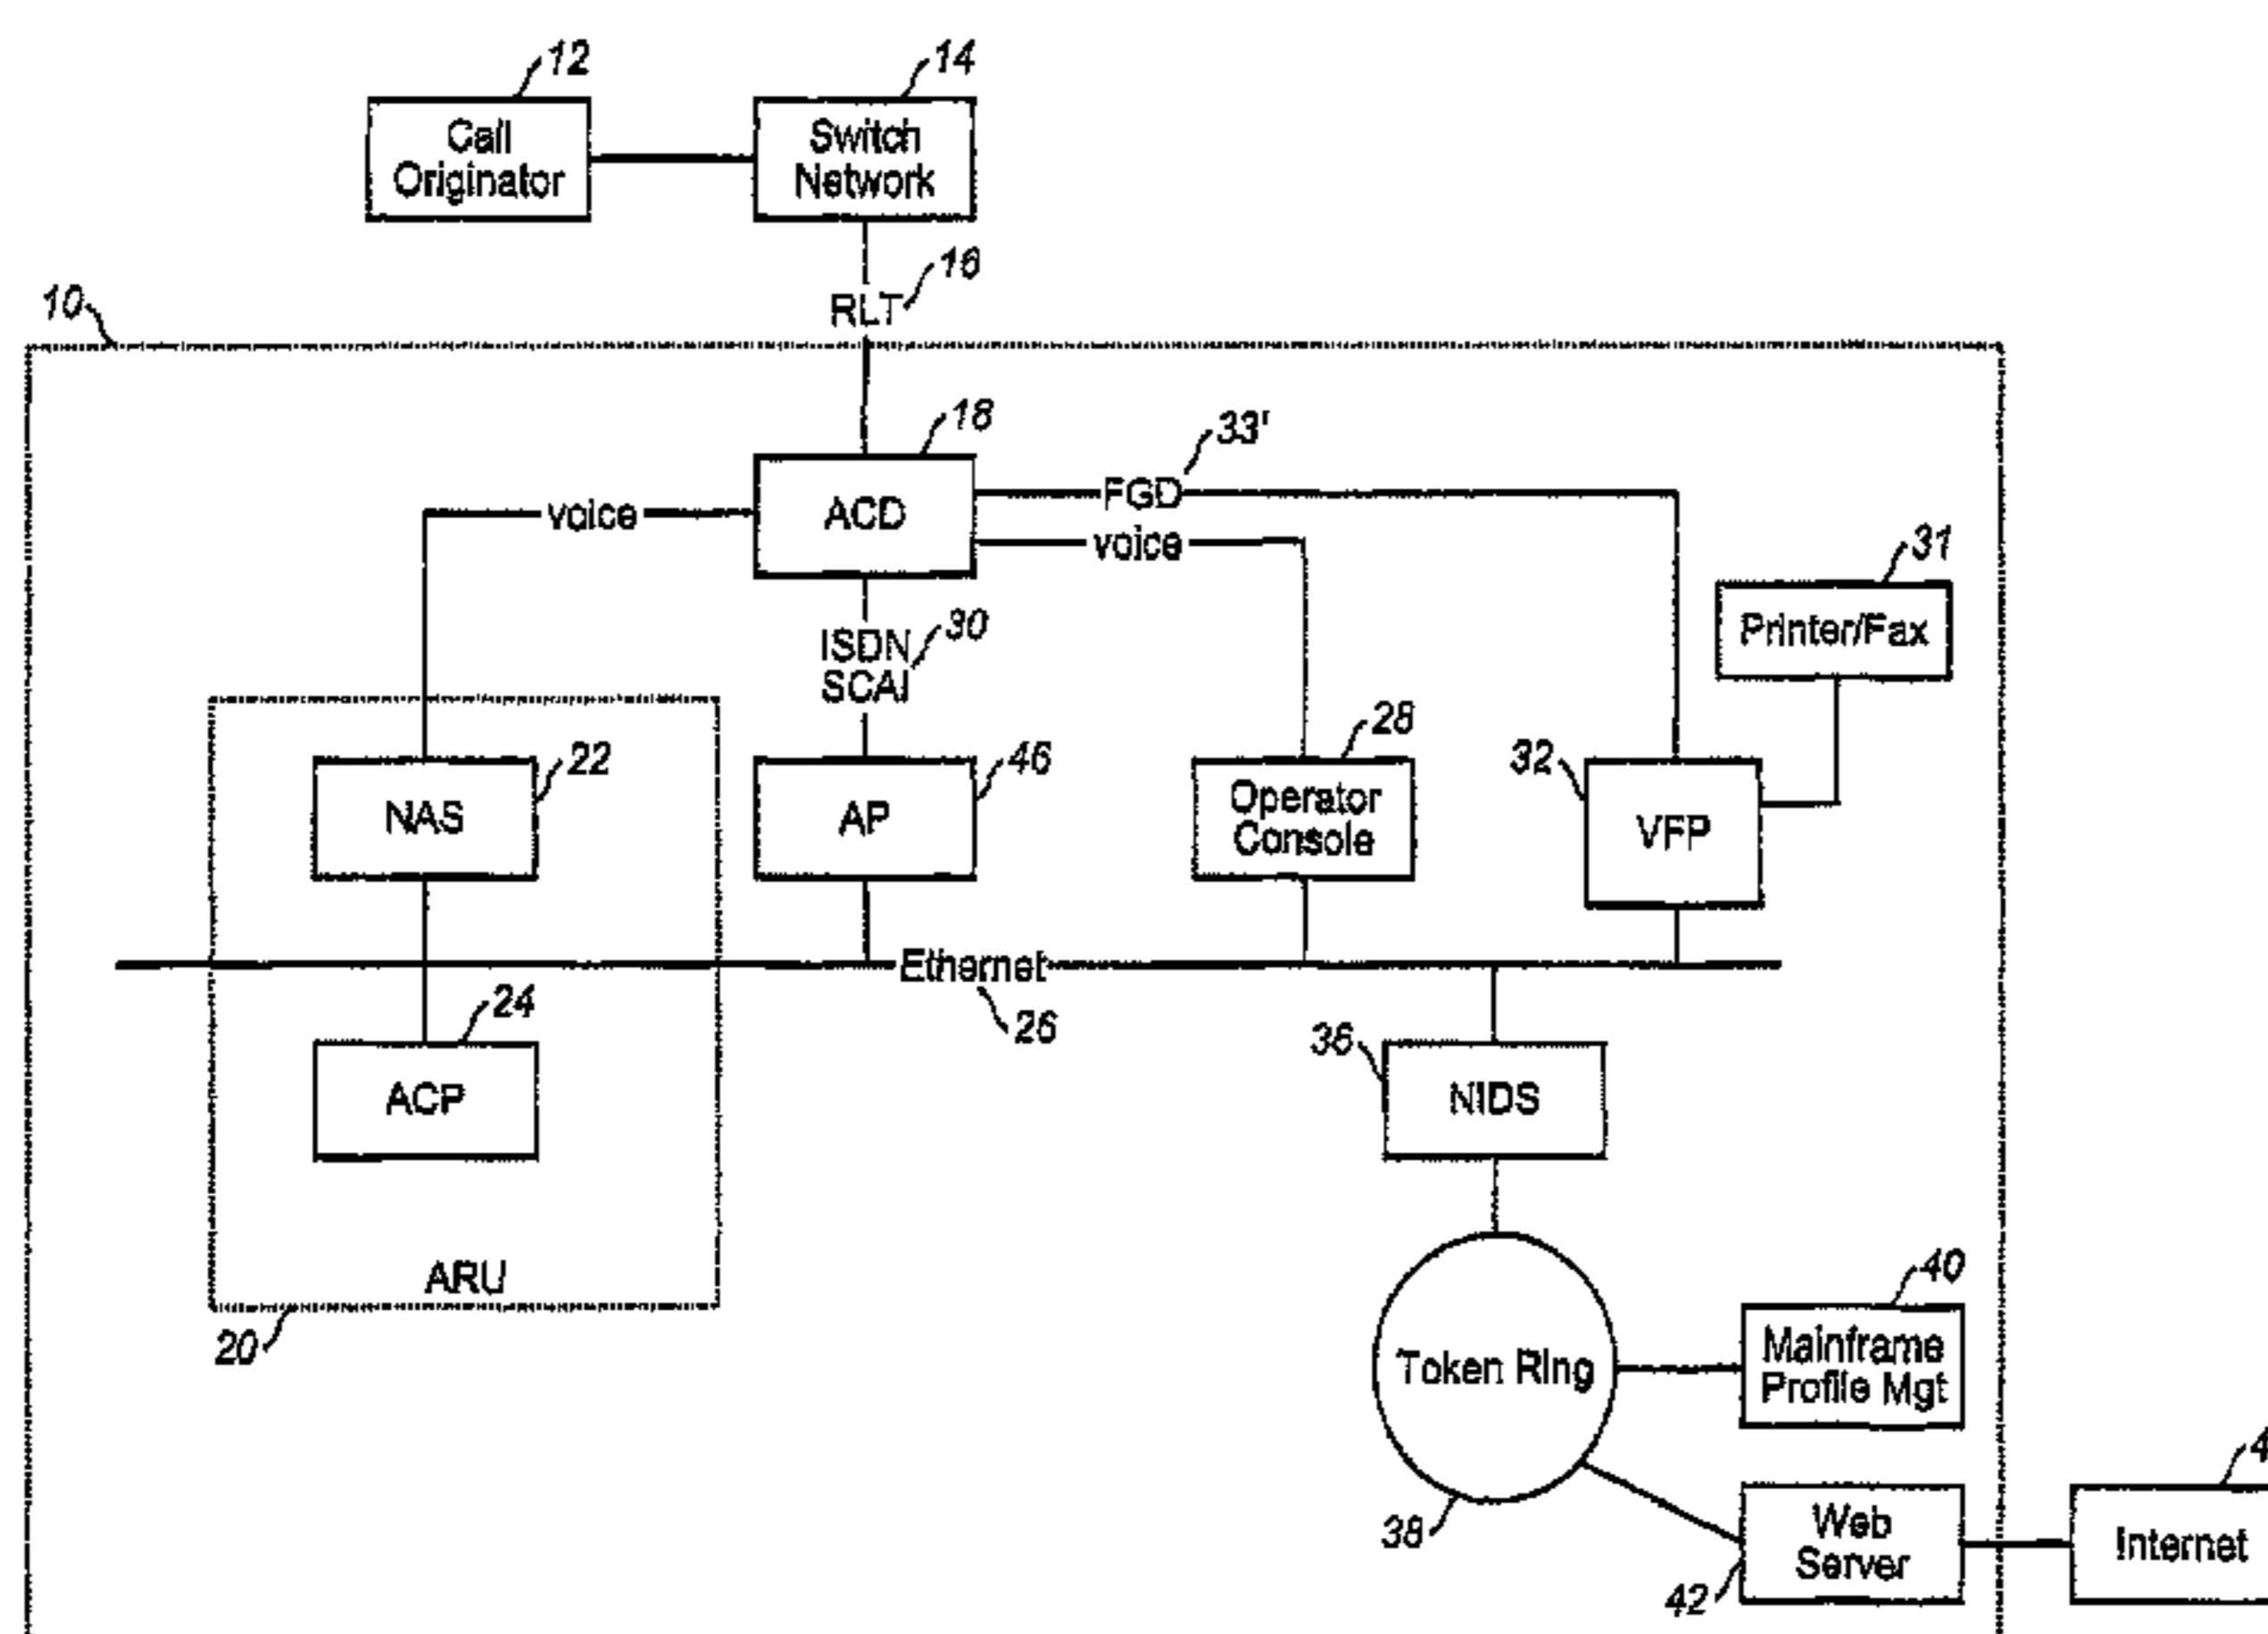 12
14
Call
Originator
Switch
Network
16
RLT
10
18
33'
FGD
voice
ACD
voice
31
Printer/Fax
ISDN
SCAI
30
22
46
28
32
NAS
AP
Operator
Console
VFP
Ethernet
26
24
36
ACP
NIDS
ARU
20
40
Token Ring
Mainframe
Profile Mgt
38
Web
Server
42
Internet